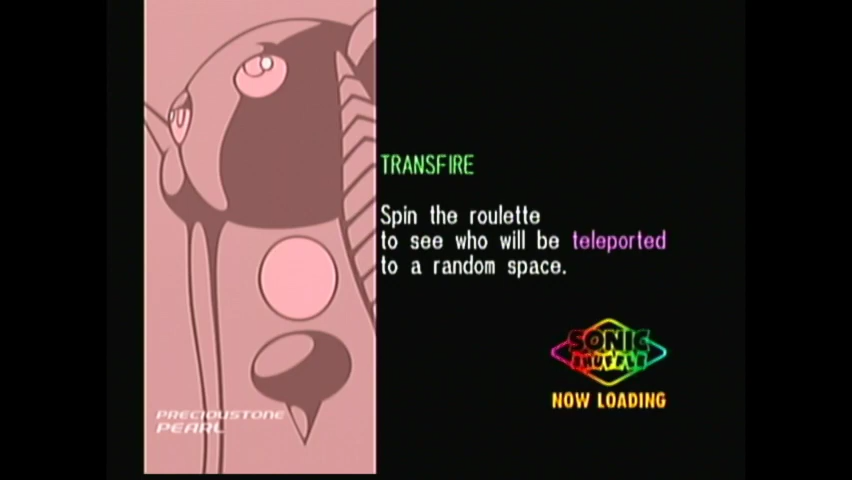 TRANSFIRE
Spin the roulette
to see who will be teleported
to a random space.
SONIC
SHUFFLE
NOW LOADING
PRECIOUSTONE
PEARL